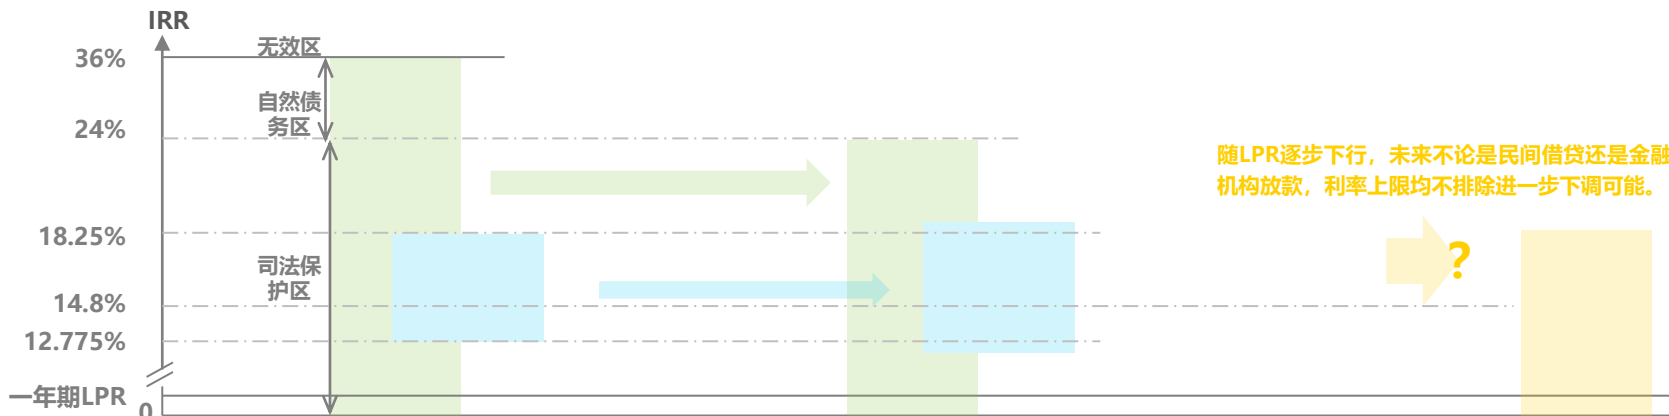 IRR
36%
无效区
自然债
务区
24%
随LPR逐步下行，未来不论是民间借贷还是金融
机构放款，利率上限均不排除进一步下调可能。
18.25%
?
司法保
护区
14.8%
12.775%
一年期LPR
0